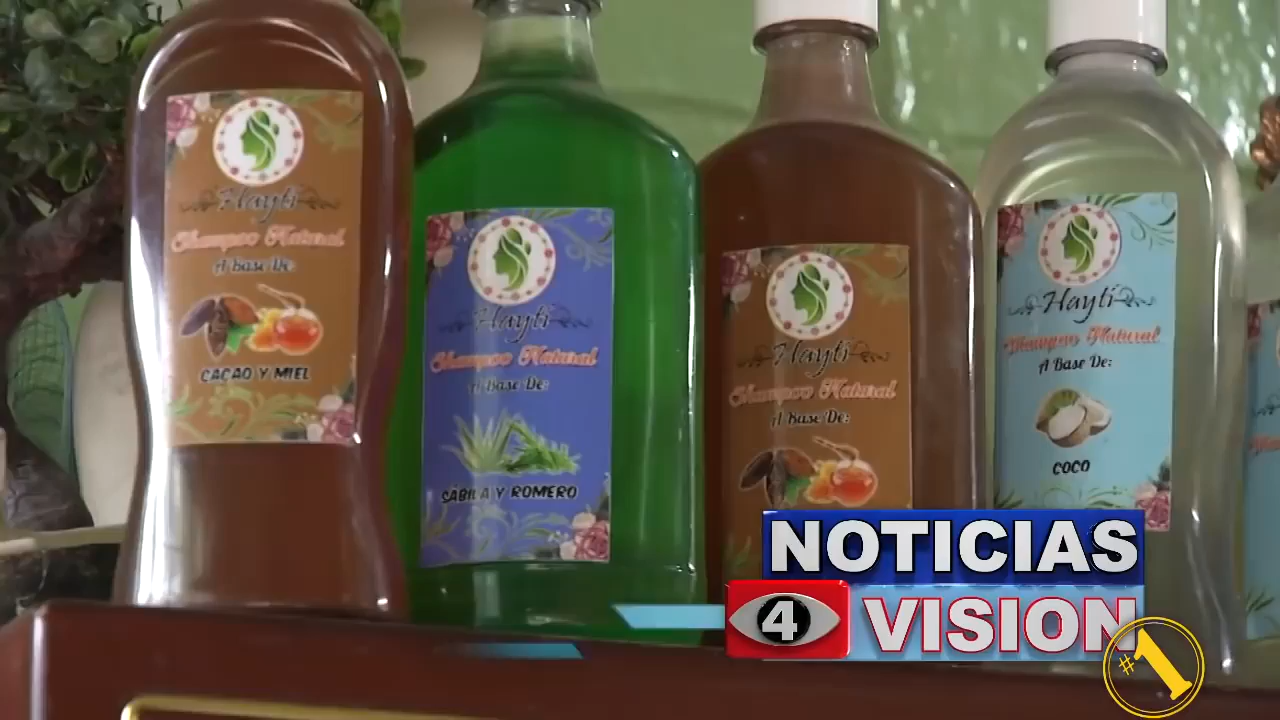 Hayti
Shampoo Natural
A Base De:
CACAO Y MIEL
Hayti
Shampoo Natural
A Base De:
SÁBILA Y ROMERO
Hayti
Shampoo Natural
A Base De:
Hayti
Shampoo Natural
A Base De:
COCO
NOTICIAS
4 VISION
#1